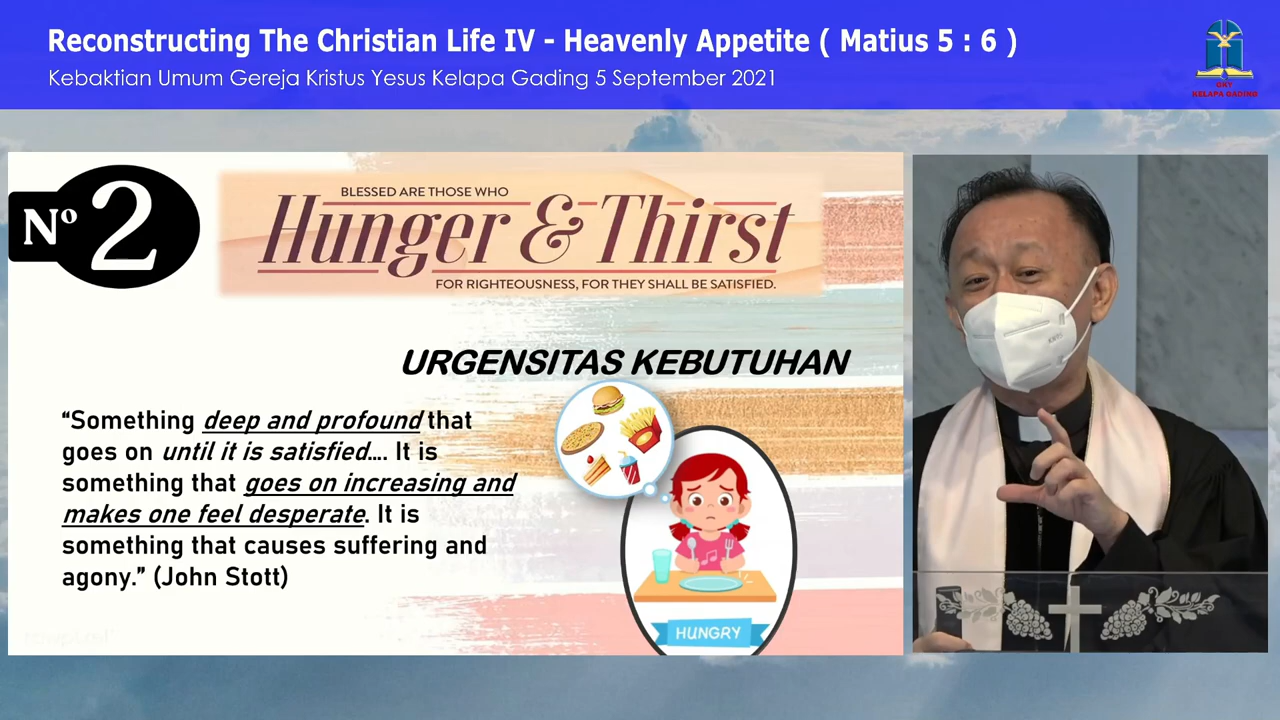 Reconstructing The Christian Life IV - Heavenly Appetite ( Matius 5 : 6 )
Kebaktian Umum Gereja Kristus Yesus Kelapa Gading 5 September 2021
GKY
KELAPA GADING
Nº 2
BLESSED ARE THOSE WHO
Hunger & Thirst
FOR RIGHTEOUSNESS, FOR THEY SHALL BE SATISFIED.
URGENSITAS KEBUTUHAN
“Something deep and profound that
goes on until it is satisfied.... It is
something that goes on increasing and
makes one feel desperate. It is
something that causes suffering and
agony.” (John Stott)
HUNGRY